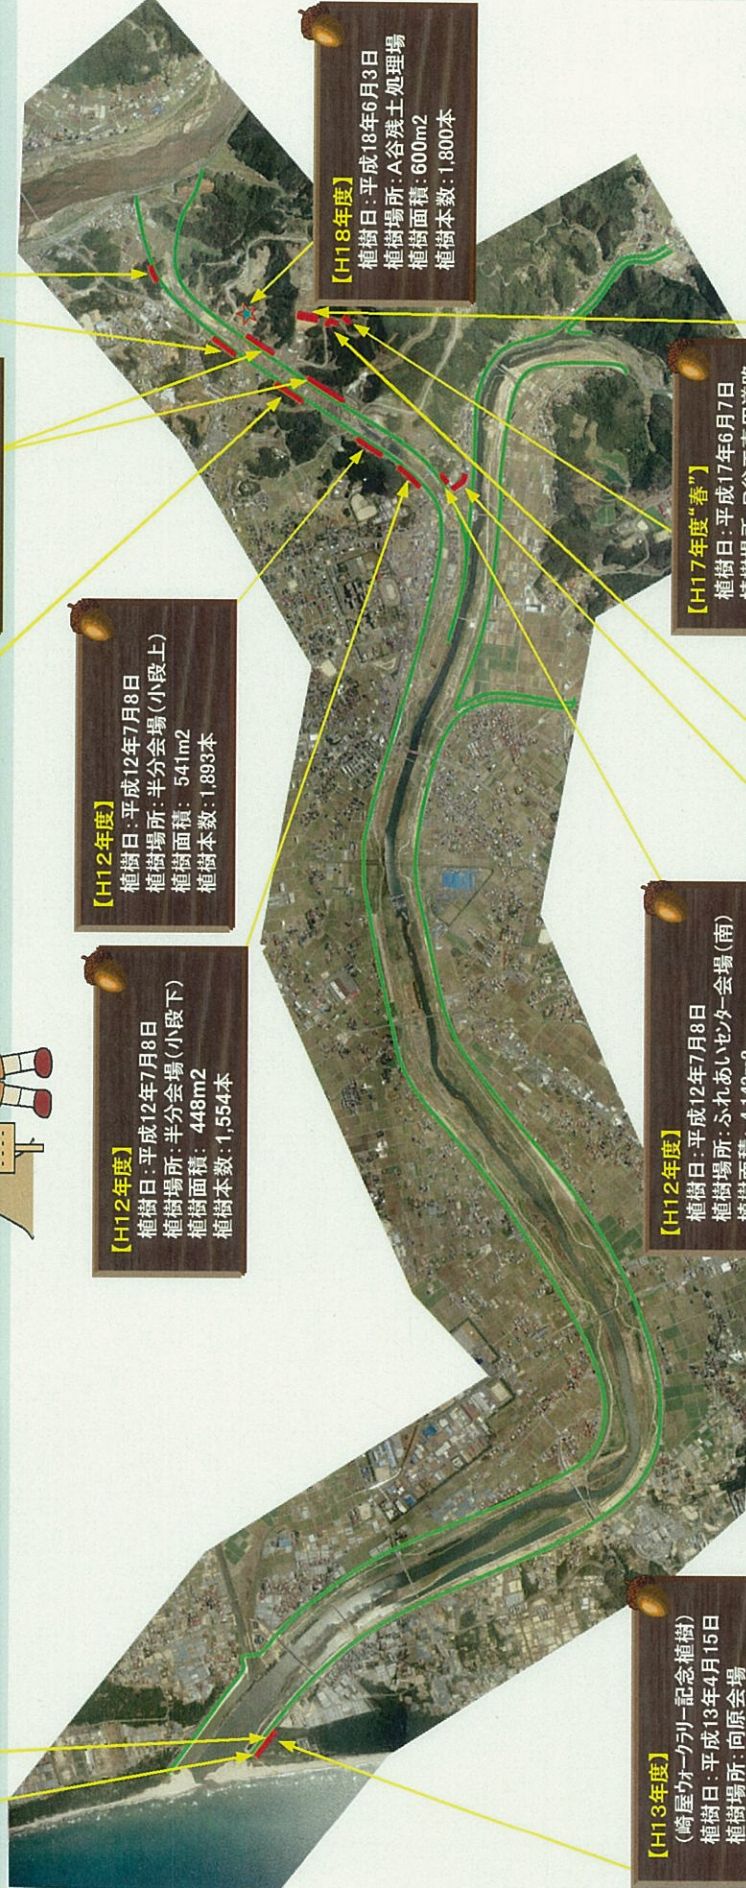 【H12年度】
植樹日:平成12年7月8日
植樹場所:半分会場(小段下)
植樹面積: 448m2
植樹本数:1,554本
【H12年度】
植樹日:平成12年7月8日
植樹場所:半分会場(小段上)
植樹面積: 541m2
植樹本数:1,893本
【H18年度】
植樹日:平成18年6月3日
植樹場所:A谷残土処理場
植樹面積:600m2
植樹本数:1,800本
【H13年度】
(崎屋ウォークラリー記念植樹)
植樹日:平成13年4月15日
植樹場所:向原会場
【H12年度】
植樹日:平成12年7月8日
植樹場所:ふれあいセンター会場(南)
【H17年度“春”】
植樹日:平成17年6月7日